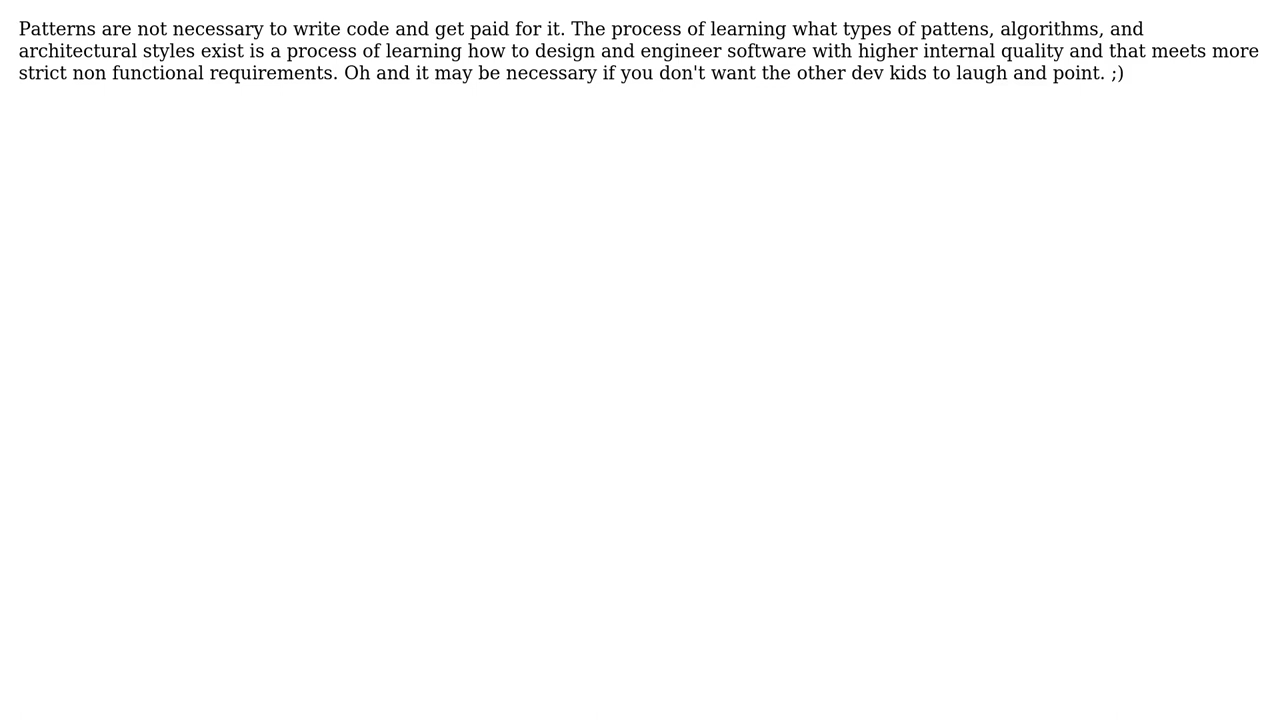 Patterns are not necessary to write code and get paid for it. The process of learning what types of pattens, algorithms, and
architectural styles exist is a process of learning how to design and engineer software with higher internal quality and that meets more
strict non functional requirements. Oh and it may be necessary if you don't want the other dev kids to laugh and point. ;)